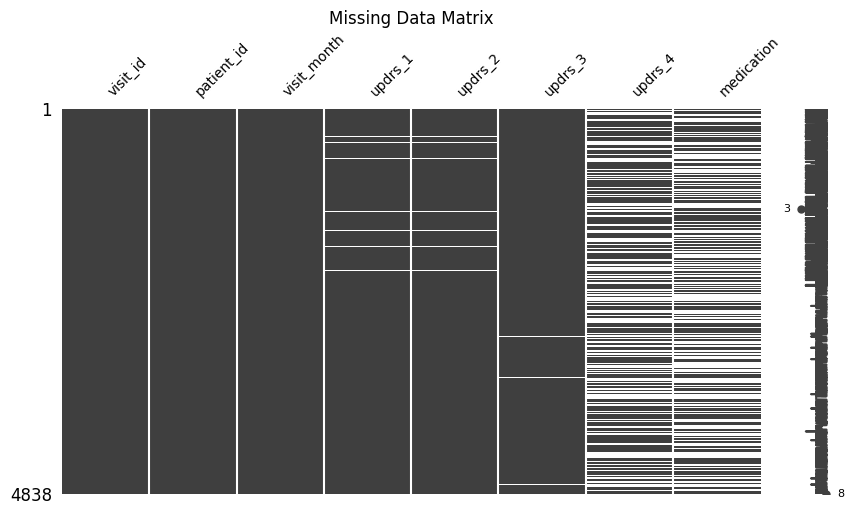 Missing Data Matrix
visit_id
patient_id
visit_month
updrs_1
updrs_2
updrs_3
updrs_4
medication
1
3
4838
8